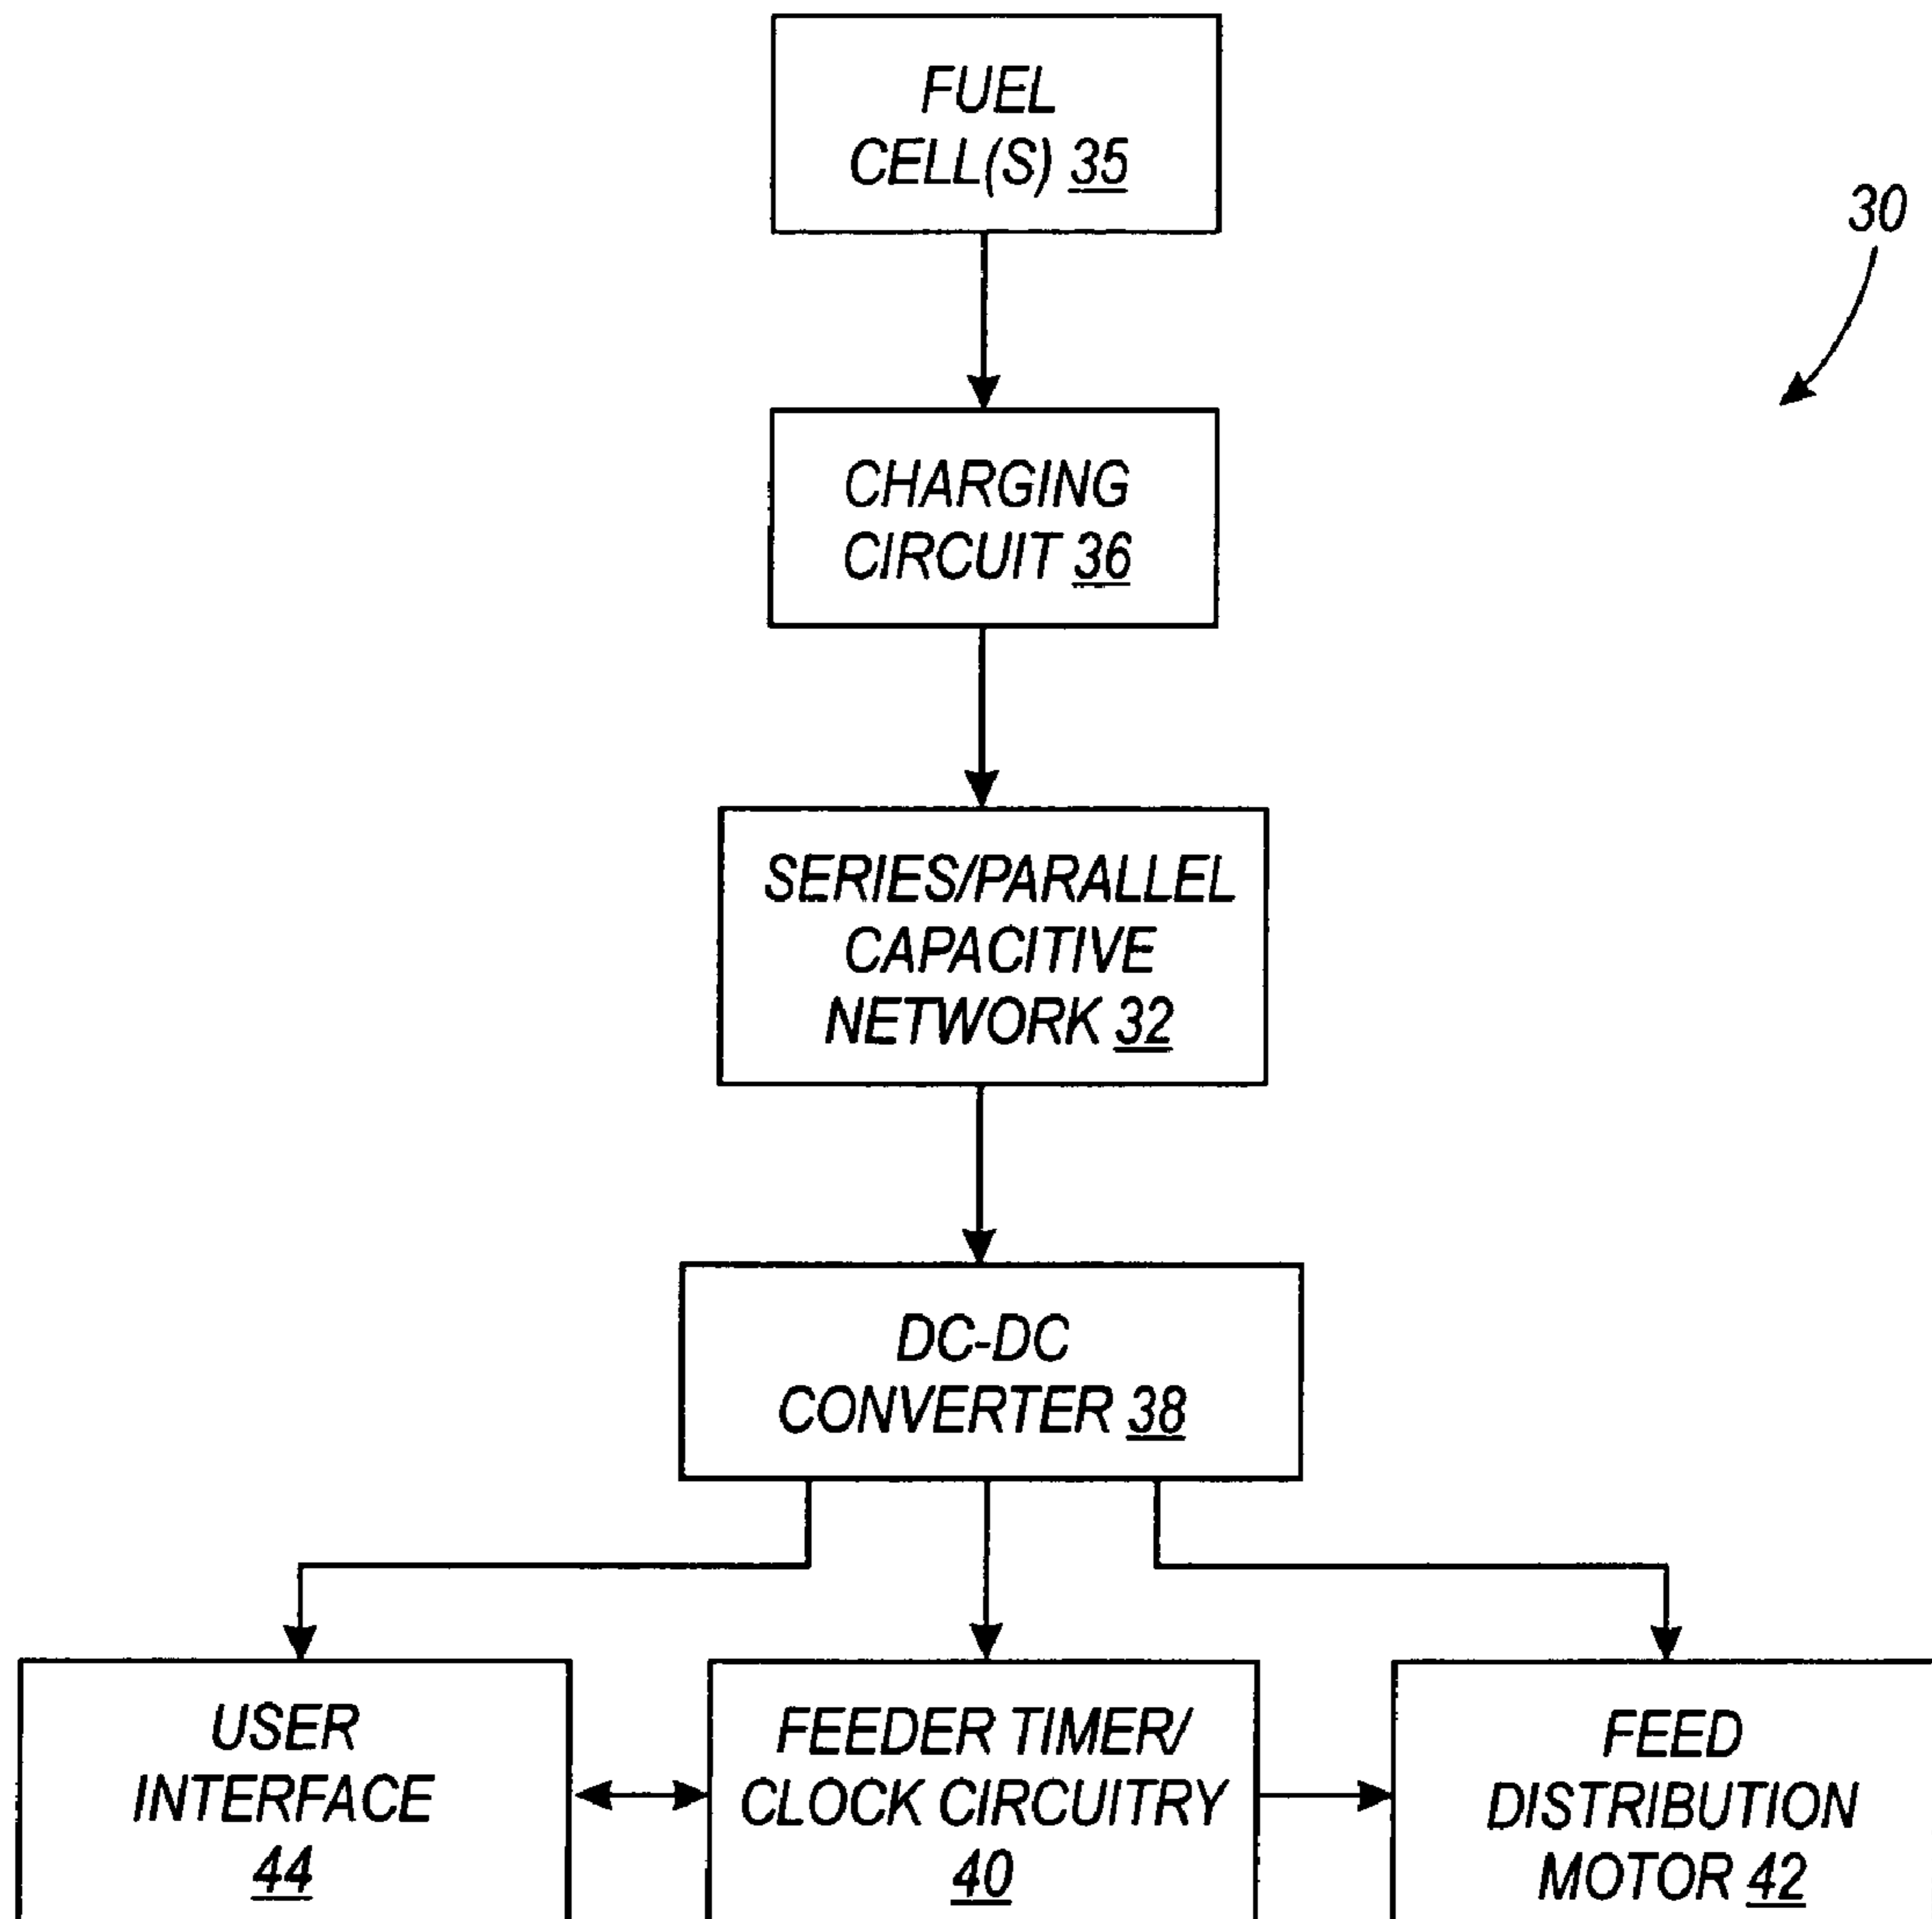 FUEL
CELL(S) 35
30
CHARGING
CIRCUIT 36
SERIES/PARALLEL
CAPACITIVE
NETWORK 32
DC-DC
CONVERTER 38
USER
INTERFACE
44
FEEDER TIMER/
CLOCK CIRCUITRY
40
FEED
DISTRIBUTION
MOTOR 42